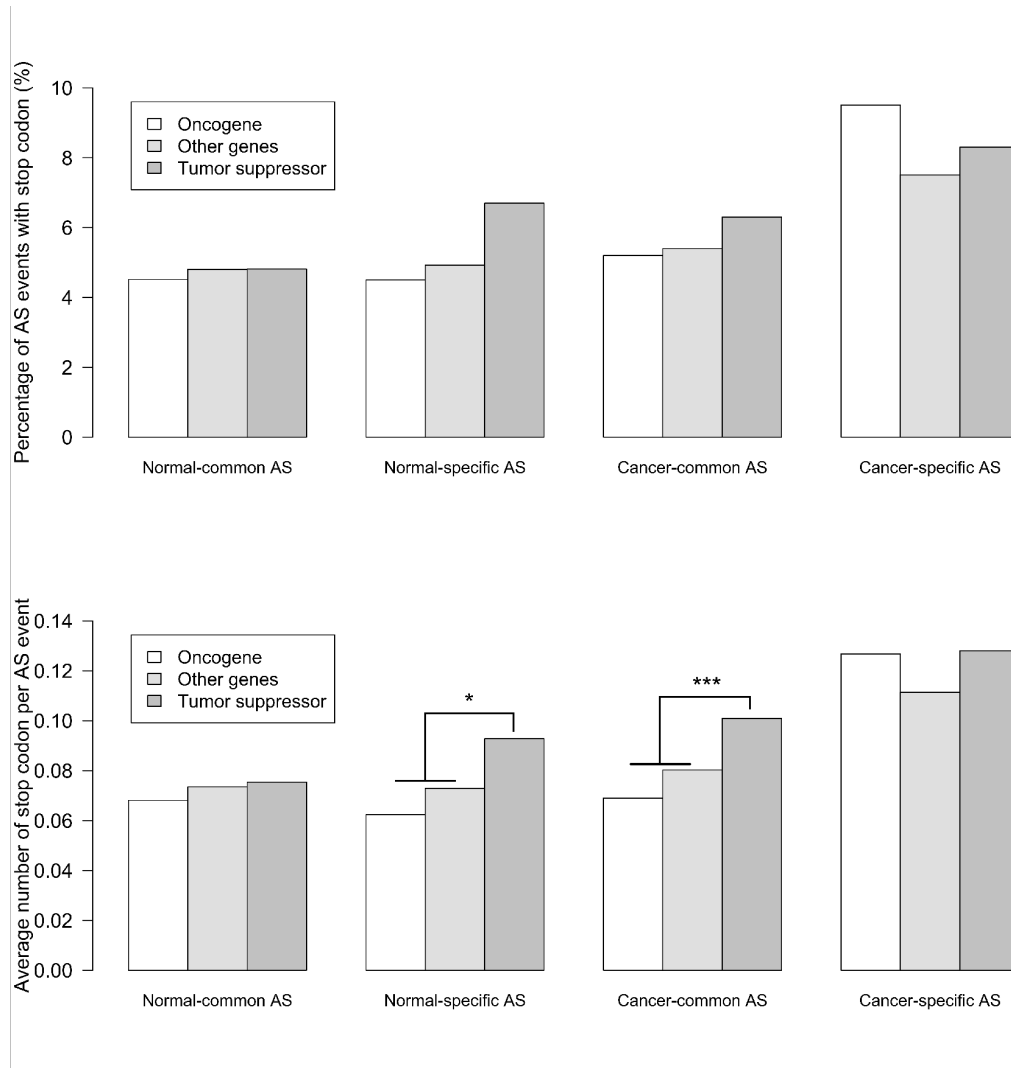 Percentage of AS events with stop codon (%)
10
8
6
4
2
0
Oncogene
Other genes
Tumor suppressor
Normal-common AS
Normal-specific AS
Cancer-common AS
Cancer-specific AS
Average number of stop codon per AS event
0.14
0.12
0.10
0.08
0.06
0.04
0.02
0.00
Oncogene
Other genes
Tumor suppressor
*
***
Normal-common AS
Normal-specific AS
Cancer-common AS
Cancer-specific AS